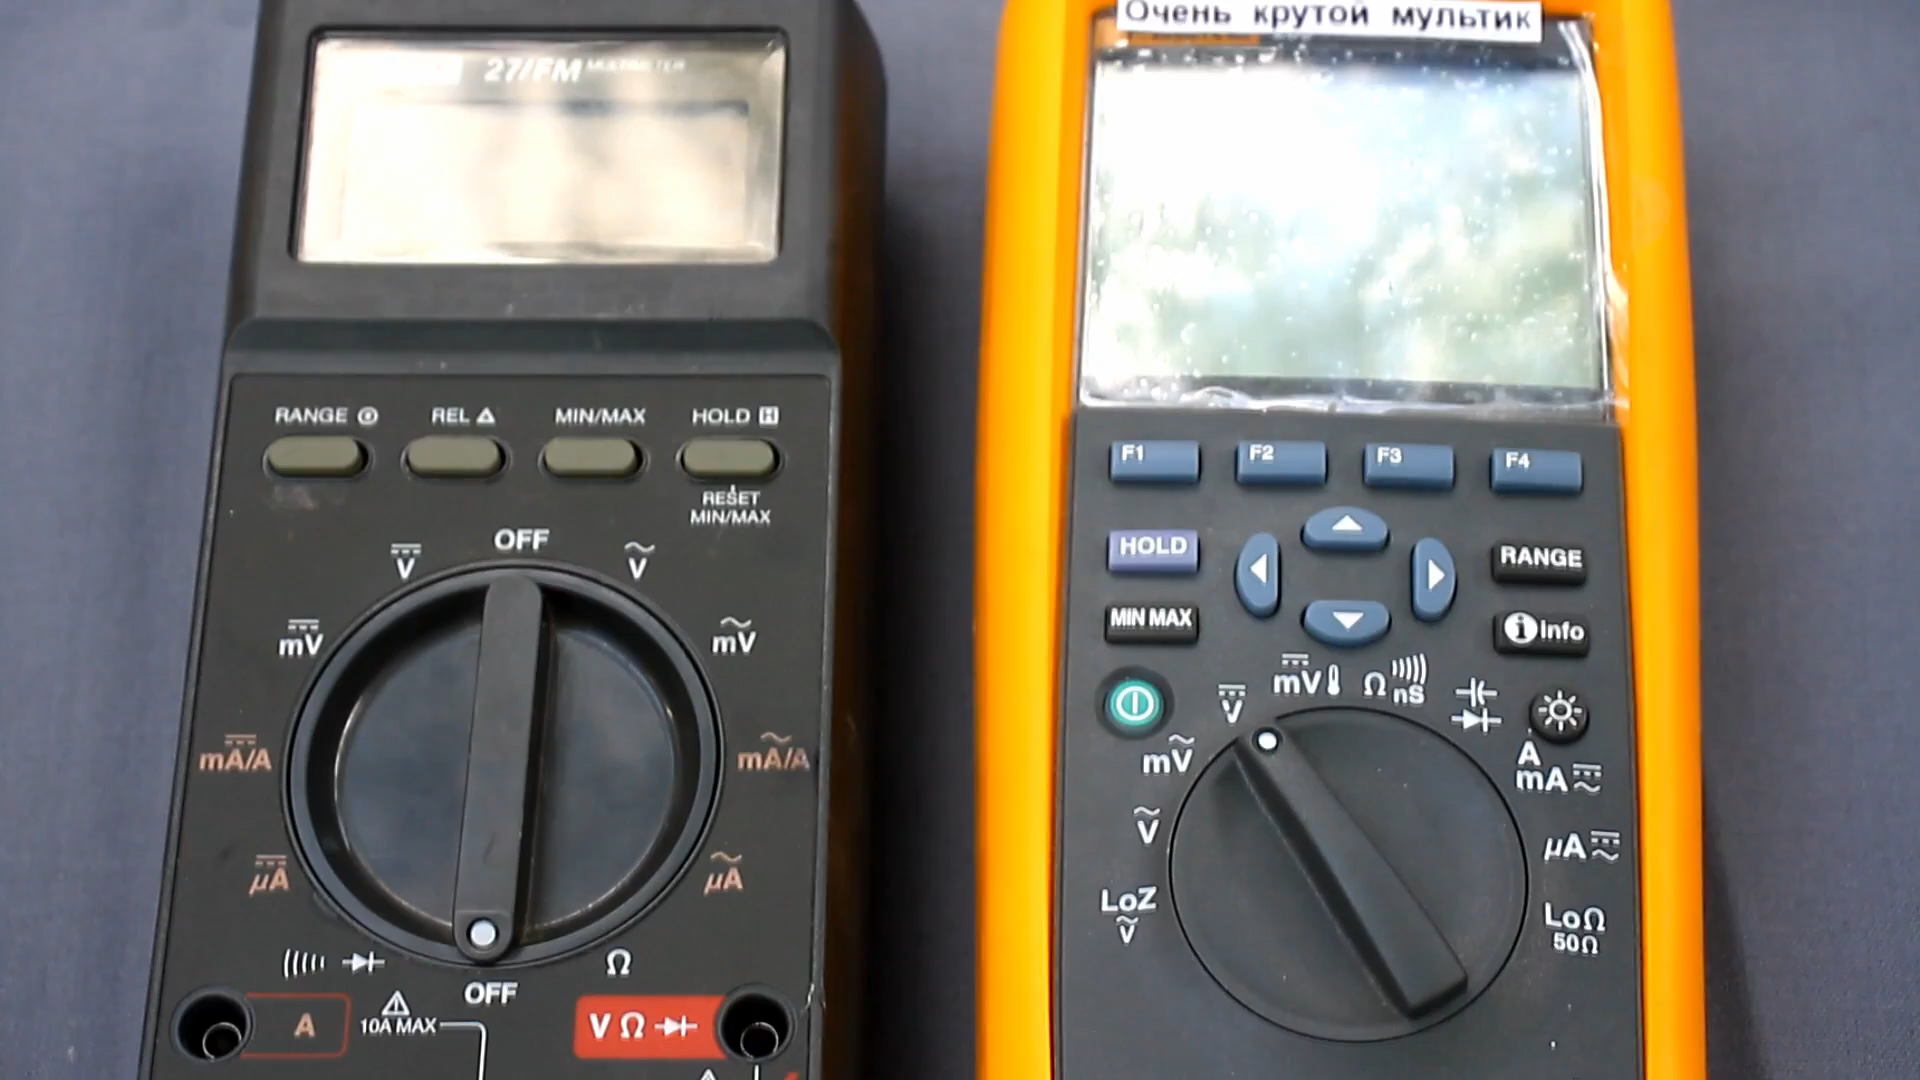 27/FM MULTIMETER
RANGE
REL △
MIN/MAX
HOLD H
RESET
MIN/MAX
OFF
V
V
mV
mV
mA/A
mA/A
µA
µA
Ω
OFF
A
10A MAX
V Ω
Очень крутой мультик
F1
F2
F3
F4
HOLD
RANGE
MIN MAX
i info
V
mV
Ω
nS
mV
A
mA
V
µA
LoZ
V
LoΩ
50Ω